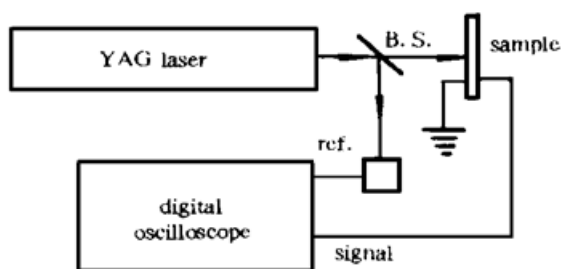 B. S.
YAG laser
sample
ref.
digital
oscilloscope
signal